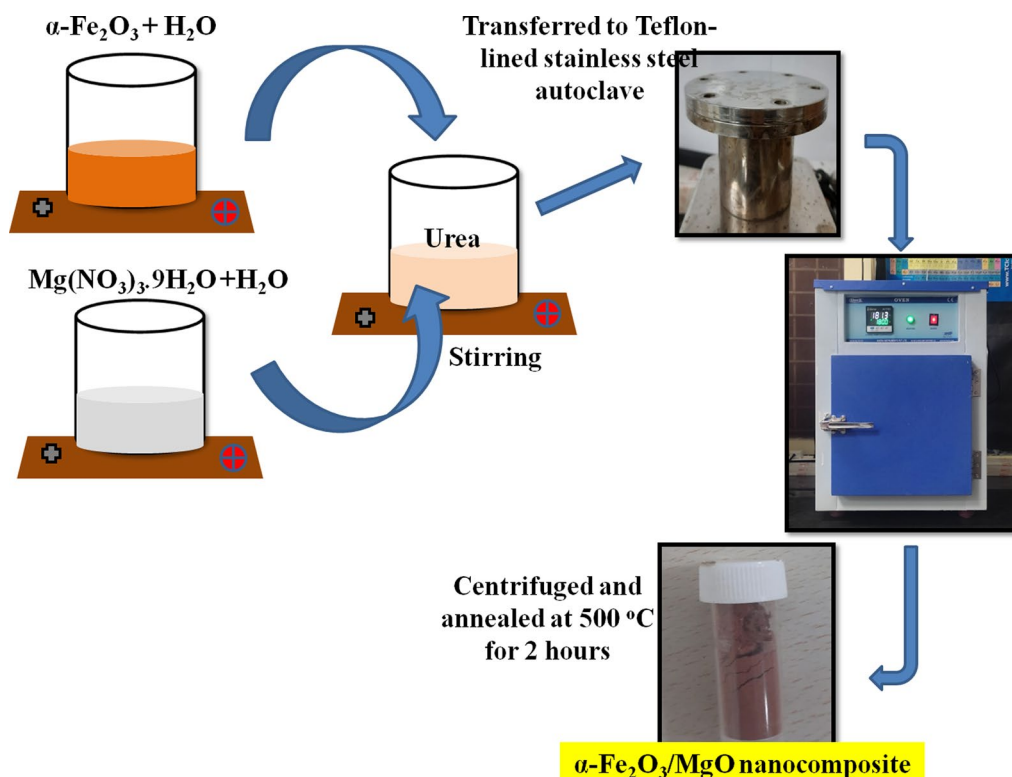 α-Fe₂O₃ + H₂O
Mg(NO₃)₃.9H₂O+H₂O
Urea
Stirring
Transferred to Teflon-
lined stainless steel
autoclave
OVEN
Centrifuged and
annealed at 500 ºC
for 2 hours
α-Fe₂O₃/MgO nanocomposite